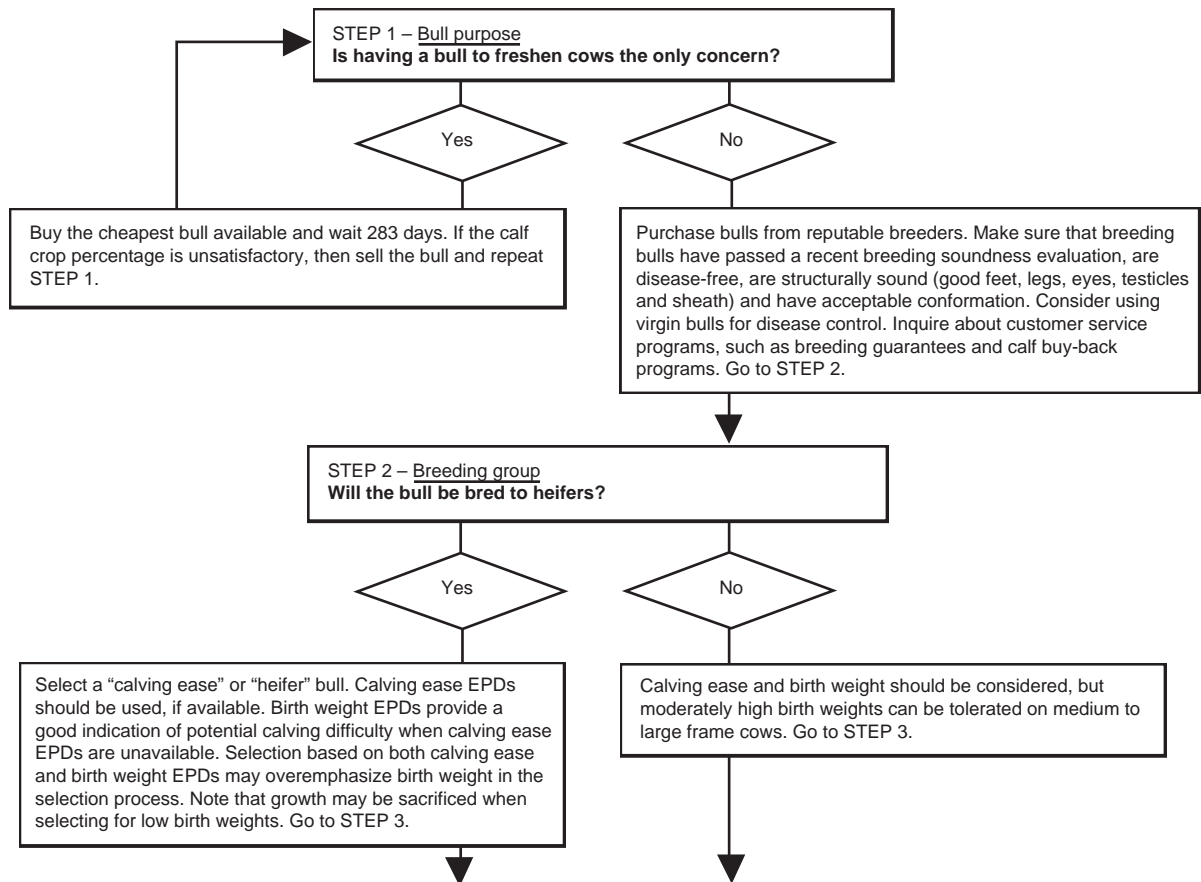 STEP 1 – Bull purpose
Is having a bull to freshen cows the only concern?
Yes
No
Buy the cheapest bull available and wait 283 days. If the calf
crop percentage is unsatisfactory, then sell the bull and repeat
STEP 1.
Purchase bulls from reputable breeders. Make sure that breeding
bulls have passed a recent breeding soundness evaluation, are
disease-free, are structurally sound (good feet, legs, eyes, testicles
and sheath) and have acceptable conformation. Consider using
virgin bulls for disease control. Inquire about customer service
programs, such as breeding guarantees and calf buy-back
programs. Go to STEP 2.
STEP 2 – Breeding group
Will the bull be bred to heifers?
Yes
No
Select a “calving ease” or “heifer” bull. Calving ease EPDs
should be used, if available. Birth weight EPDs provide a
good indication of potential calving difficulty when calving ease
EPDs are unavailable. Selection based on both calving ease
and birth weight EPDs may overemphasize birth weight in the
selection process. Note that growth may be sacrificed when
selecting for low birth weights. Go to STEP 3.
Calving ease and birth weight should be considered, but
moderately high birth weights can be tolerated on medium to
large frame cows. Go to STEP 3.